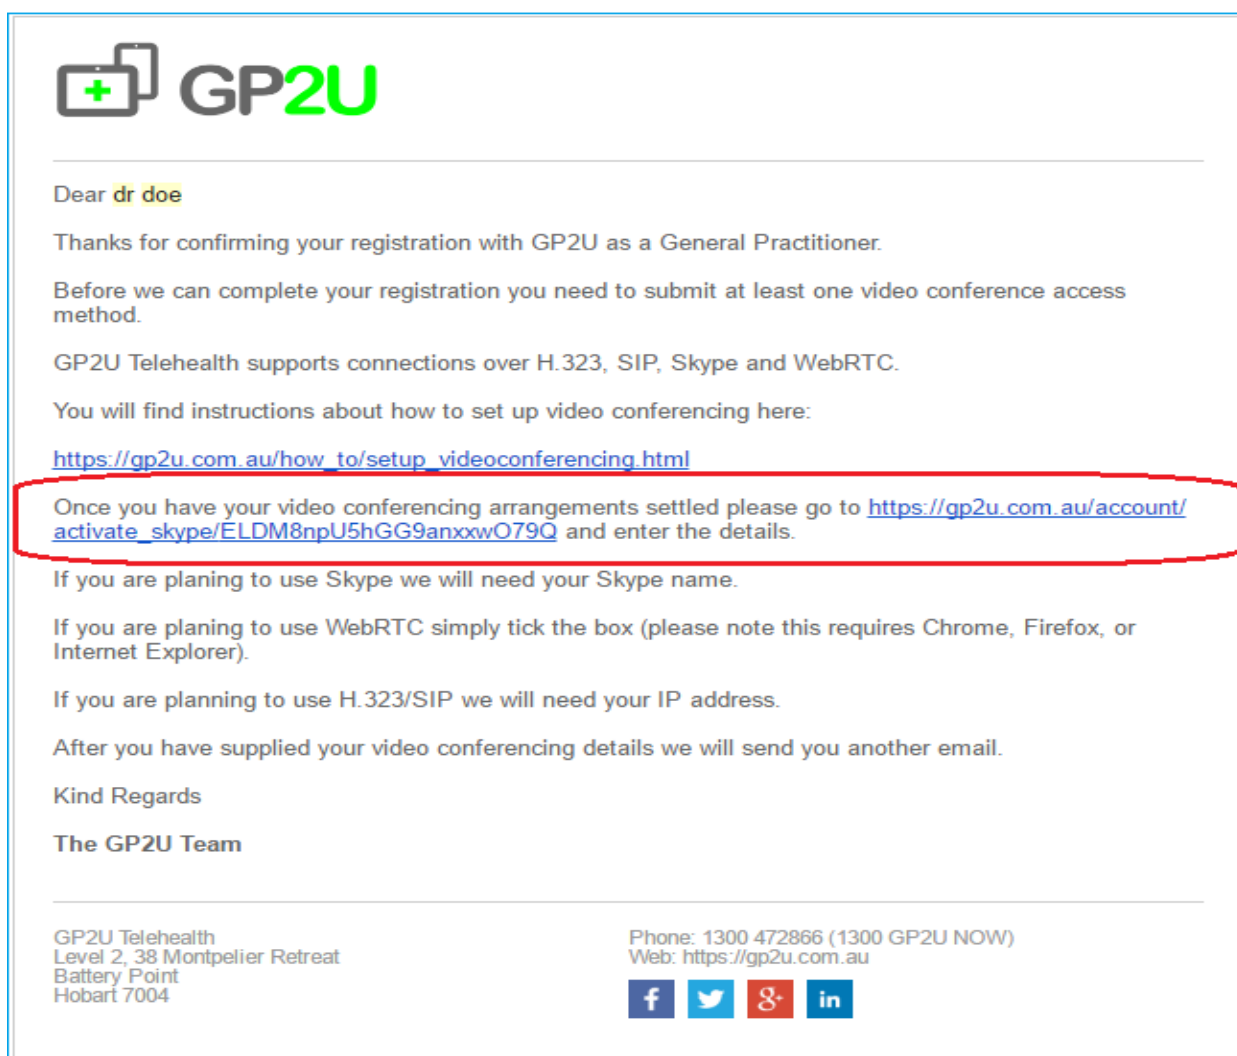 GP2U
Dear dr doe
Thanks for confirming your registration with GP2U as a General Practitioner.
Before we can complete your registration you need to submit at least one video conference access
method.
GP2U Telehealth supports connections over H.323, SIP, Skype and WebRTC.
You will find instructions about how to set up video conferencing here:
https://gp2u.com.au/how_to/setup_videoconferencing.html
Once you have your video conferencing arrangements settled please go to https://gp2u.com.au/account/
activate_skype/ELDM8npU5hGG9anxxwO79Q and enter the details.
If you are planing to use Skype we will need your Skype name.
If you are planing to use WebRTC simply tick the box (please note this requires Chrome, Firefox, or
Internet Explorer).
If you are planning to use H.323/SIP we will need your IP address.
After you have supplied your video conferencing details we will send you another email.
Kind Regards
The GP2U Team
GP2U Telehealth
Level 2, 38 Montpelier Retreat
Battery Point
Hobart 7004
Phone: 1300 472866 (1300 GP2U NOW)
Web: https://gp2u.com.au
f g+ in